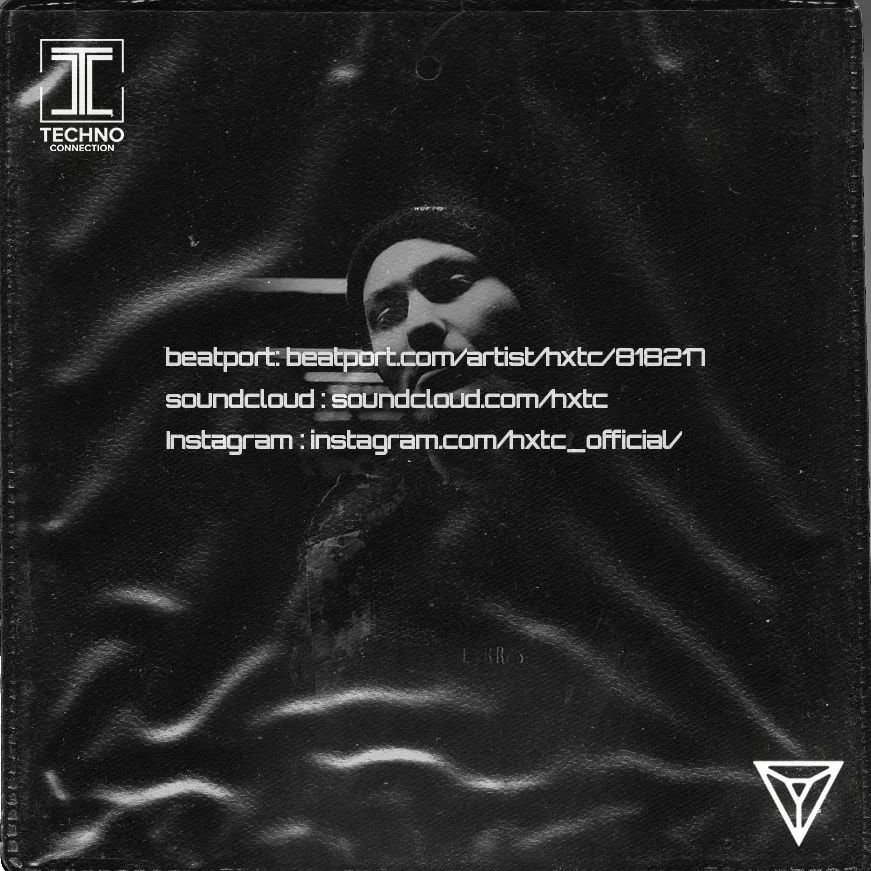 TECHNO
CONNECTION
beatport: beatport.com/artist/hxtc/818217
soundcloud : soundcloud.com/hxtc
Instagram : instagram.com/hxtc_official/